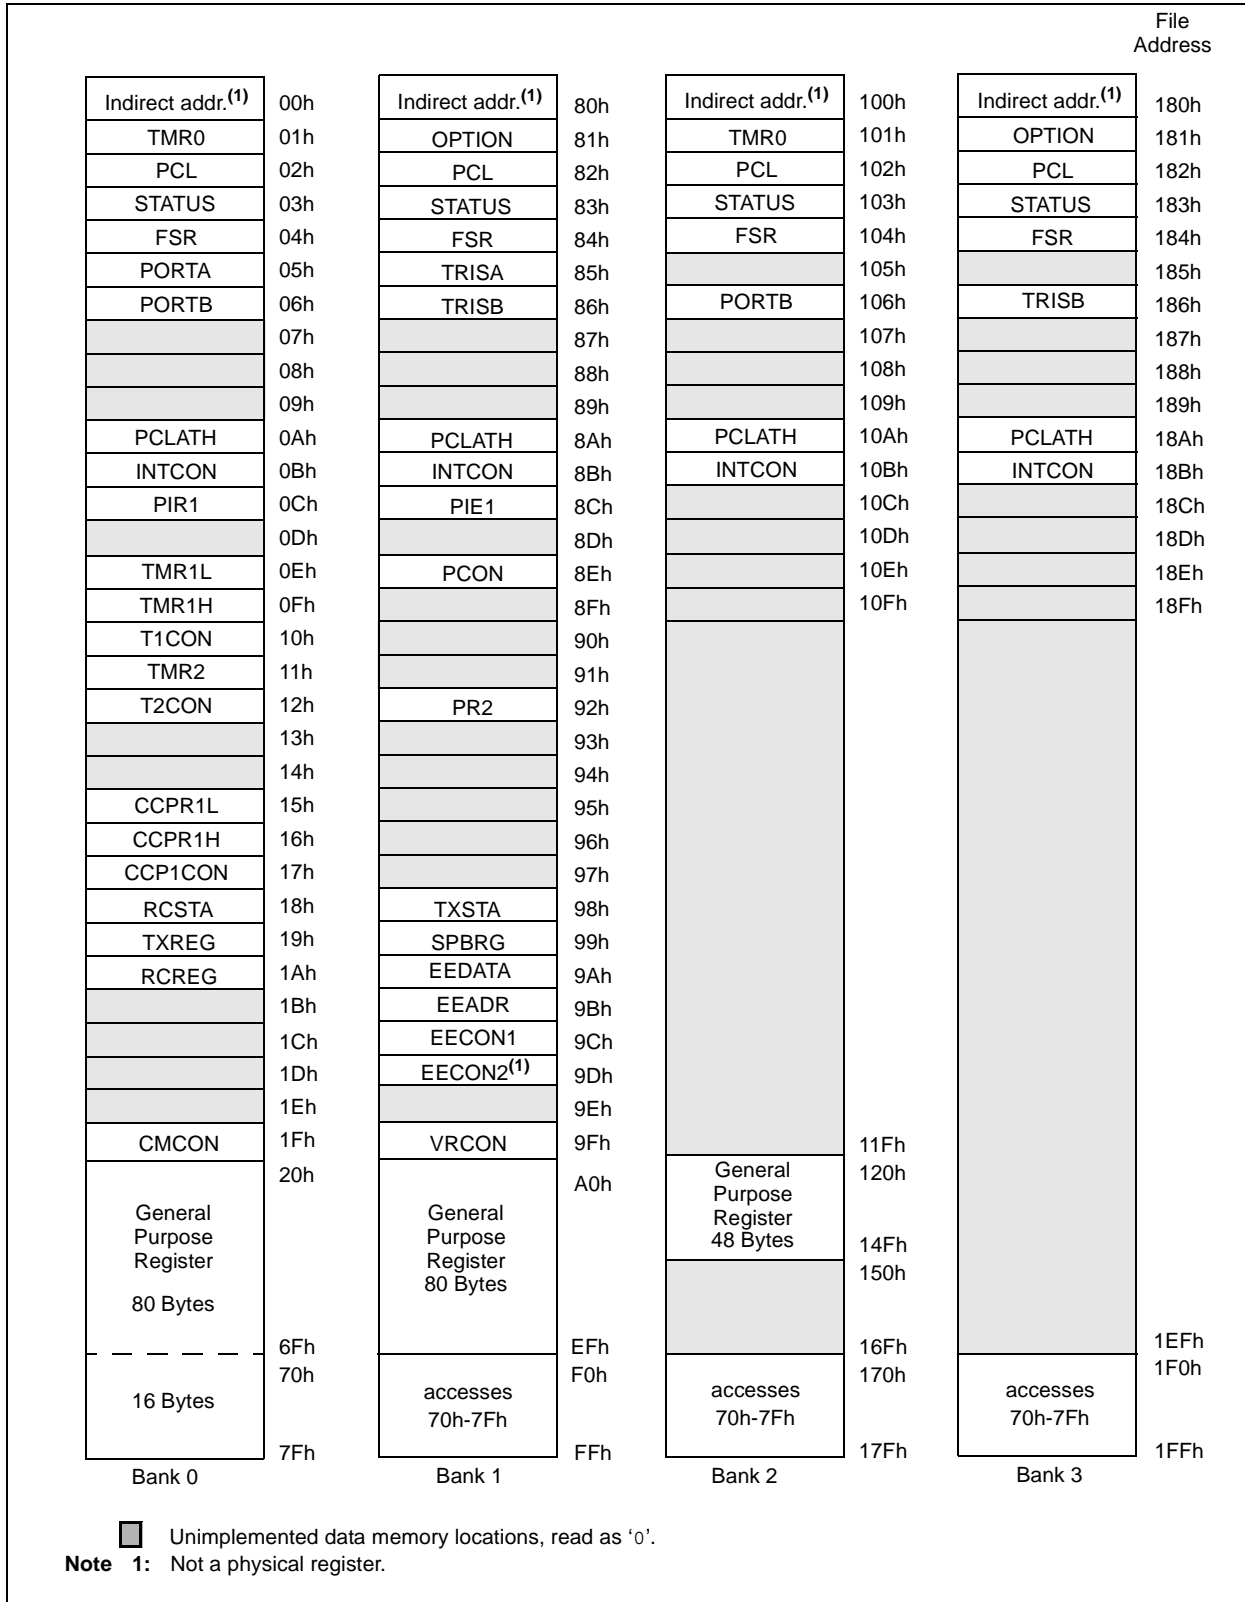 File
Address
Indirect addr.(1) 00h
TMR0 01h
PCL 02h
STATUS 03h
FSR 04h
PORTA 05h
PORTB 06h
07h
08h
09h
PCLATH 0Ah
INTCON 0Bh
PIR1 0Ch
0Dh
TMR1L 0Eh
TMR1H 0Fh
T1CON 10h
TMR2 11h
T2CON 12h
13h
14h
CCPR1L 15h
CCPR1H 16h
CCP1CON 17h
RCSTA 18h
TXREG 19h
RCREG 1Ah
1Bh
1Ch
1Dh
1Eh
CMCON 1Fh
20h
General
Purpose
Register
80 Bytes
6Fh
70h
16 Bytes
7Fh
Bank 0
Indirect addr.(1) 80h
OPTION 81h
PCL 82h
STATUS 83h
FSR 84h
TRISA 85h
TRISB 86h
87h
88h
89h
PCLATH 8Ah
INTCON 8Bh
PIE1 8Ch
8Dh
PCON 8Eh
8Fh
90h
91h
PR2 92h
93h
94h
95h
96h
97h
TXSTA 98h
SPBRG 99h
EEDATA 9Ah
EEADR 9Bh
EECON1 9Ch
EECON2(1) 9Dh
9Eh
VRCON 9Fh
A0h
General
Purpose
Register
80 Bytes
EFh
F0h
accesses
70h-7Fh
FFh
Bank 1
Indirect addr.(1) 100h
TMR0 101h
PCL 102h
STATUS 103h
FSR 104h
105h
PORTB 106h
107h
108h
109h
PCLATH 10Ah
INTCON 10Bh
10Ch
10Dh
10Eh
10Fh
11Fh
120h
General
Purpose
Register
48 Bytes
14Fh
150h
16Fh
170h
accesses
70h-7Fh
17Fh
Bank 2
Indirect addr.(1) 180h
OPTION 181h
PCL 182h
STATUS 183h
FSR 184h
185h
TRISB 186h
187h
188h
189h
PCLATH 18Ah
INTCON 18Bh
18Ch
18Dh
18Eh
18Fh
1EFh
1F0h
accesses
70h-7Fh
1FFh
Bank 3
Unimplemented data memory locations, read as ‘0’.
Note 1: Not a physical register.